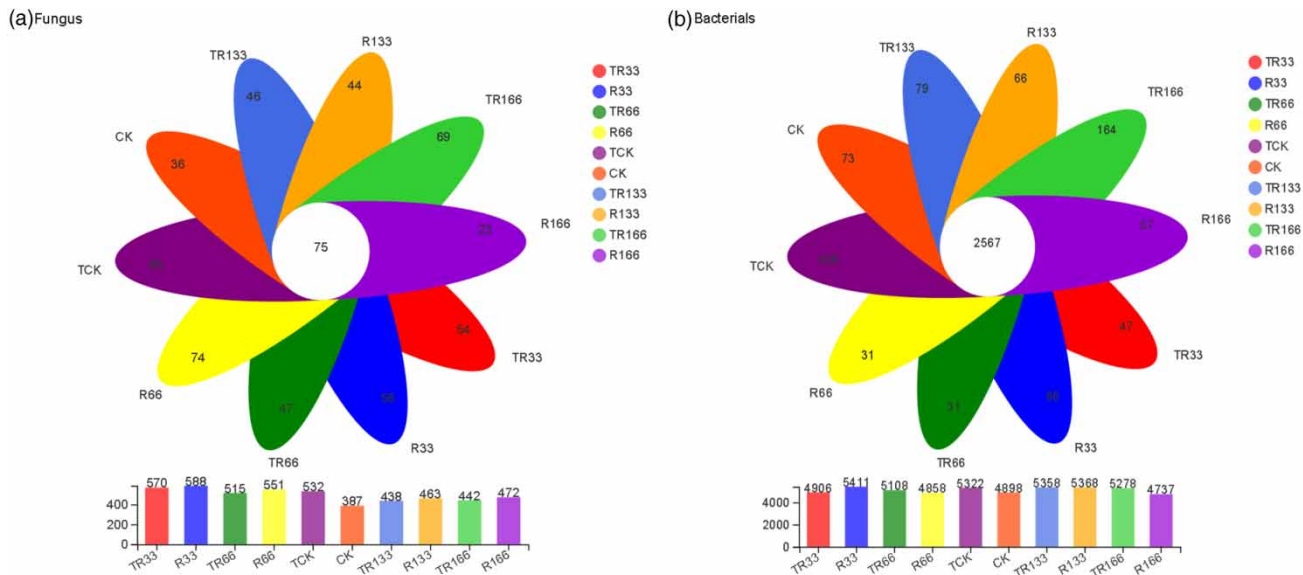 (a) Fungus
TR133
R133
TR166
R166
TR33
R33
TR66
R66
TCK
CK
46
44
69
23
54
56
47
74
36
75
TR33
R33
TR66
R66
TCK
CK
TR133
R133
TR166
R166
570 588 515 551 532 387 438 463 442 472
400
200
0
TR33 R33 TR66 R66 TCK CK TR133 R133 TR166 R166
(b) Bacterials
TR133
R133
TR166
R166
TR33
R33
TR66
R66
TCK
CK
79
66
164
47
31
31
73
2567
TR33
R33
TR66
R66
TCK
CK
TR133
R133
TR166
R166
4906 5411 5108 4858 5322 4898 5358 5368 5278 4737
4000
2000
0
TR33 R33 TR66 R66 TCK CK TR133 R133 TR166 R166